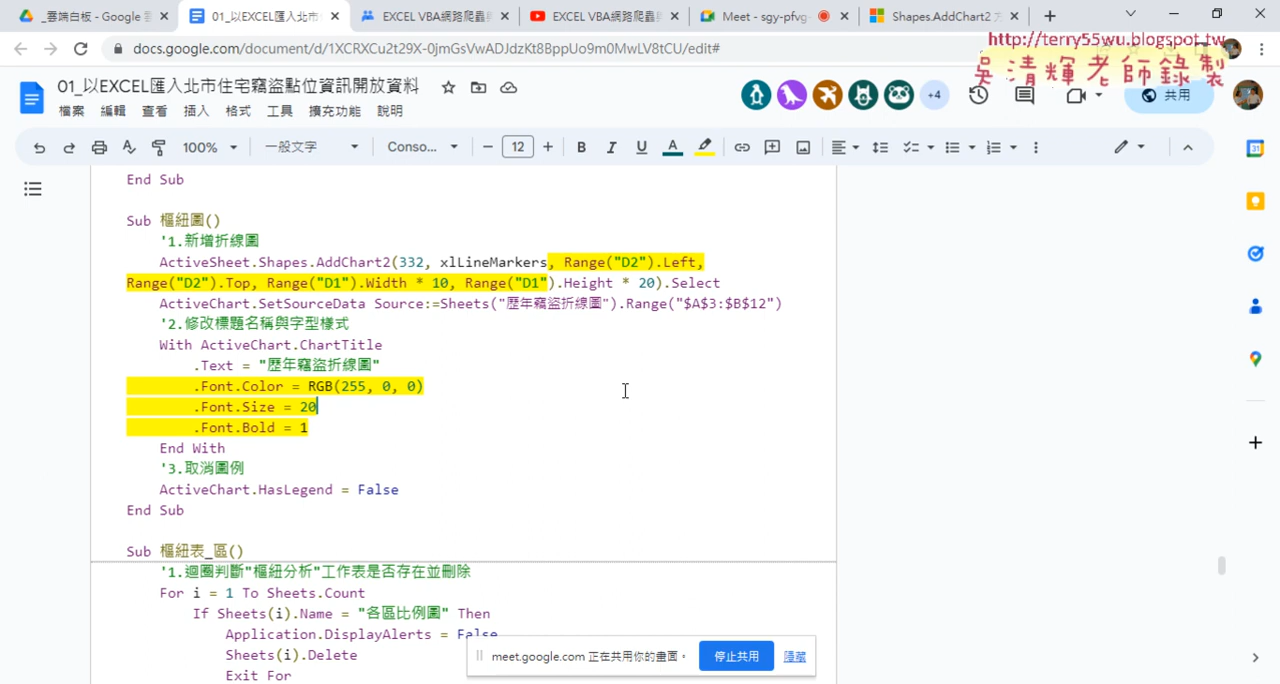 _雲端白板 - Google 雲
01_以EXCEL匯入北市住宅竊
EXCEL VBA網路爬蟲
EXCEL VBA網路爬蟲
Meet - sgy-pfvg
Shapes.AddChart2 方
docs.google.com/document/d/1XCRXCu2t29X-0jmGsVwADJdzKt8BppUo9m0MwLV8tCU/edit#
http://terry55wu.blogspot.tw
吳清輝老師錄製
01_以EXCEL匯入北市住宅竊盜點位資訊開放資料
+4
共用
檔案 編輯 查看 插入 格式 工具 擴充功能 說明
100% 一般文字 Conso... 12 B I U A
31
End Sub
Sub 樞紐圖()
'1.新增折線圖
ActiveSheet.Shapes.AddChart2(332, xlLineMarkers, Range("D2").Left,
Range("D2").Top, Range("D1").Width * 10, Range("D1").Height * 20).Select
ActiveChart.SetSourceData Source:=Sheets("歷年竊盜折線圖").Range("$A$3:$B$12")
'2.修改標題名稱與字型樣式
With ActiveChart.ChartTitle
.Text = "歷年竊盜折線圖"
.Font.Color = RGB(255, 0, 0)
.Font.Size = 20
.Font.Bold = 1
End With
'3.取消圖例
ActiveChart.HasLegend = False
End Sub
Sub 樞紐表_區()
'1.迴圈判斷"樞紐分析"工作表是否存在並刪除
For i = 1 To Sheets.Count
If Sheets(i).Name = "各區比例圖" Then
Application.DisplayAlerts = False
Sheets(i).Delete
Exit For
meet.google.com 正在共用你的畫面。 停止共用 隱藏